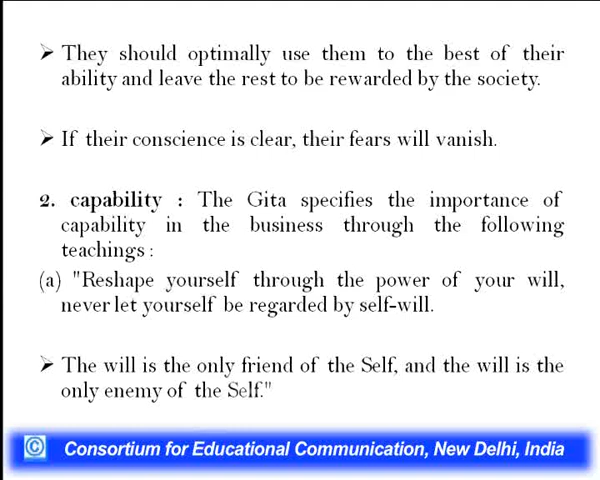 ➤ They should optimally use them to the best of their
ability and leave the rest to be rewarded by the society.
➤ If their conscience is clear, their fears will vanish.
2. capability : The Gita specifies the importance of
capability in the business through the following
teachings :
(a) "Reshape yourself through the power of your will,
never let yourself be regarded by self-will.
➤ The will is the only friend of the Self, and the will is the
only enemy of the Self."
© Consortium for Educational Communication, New Delhi, India